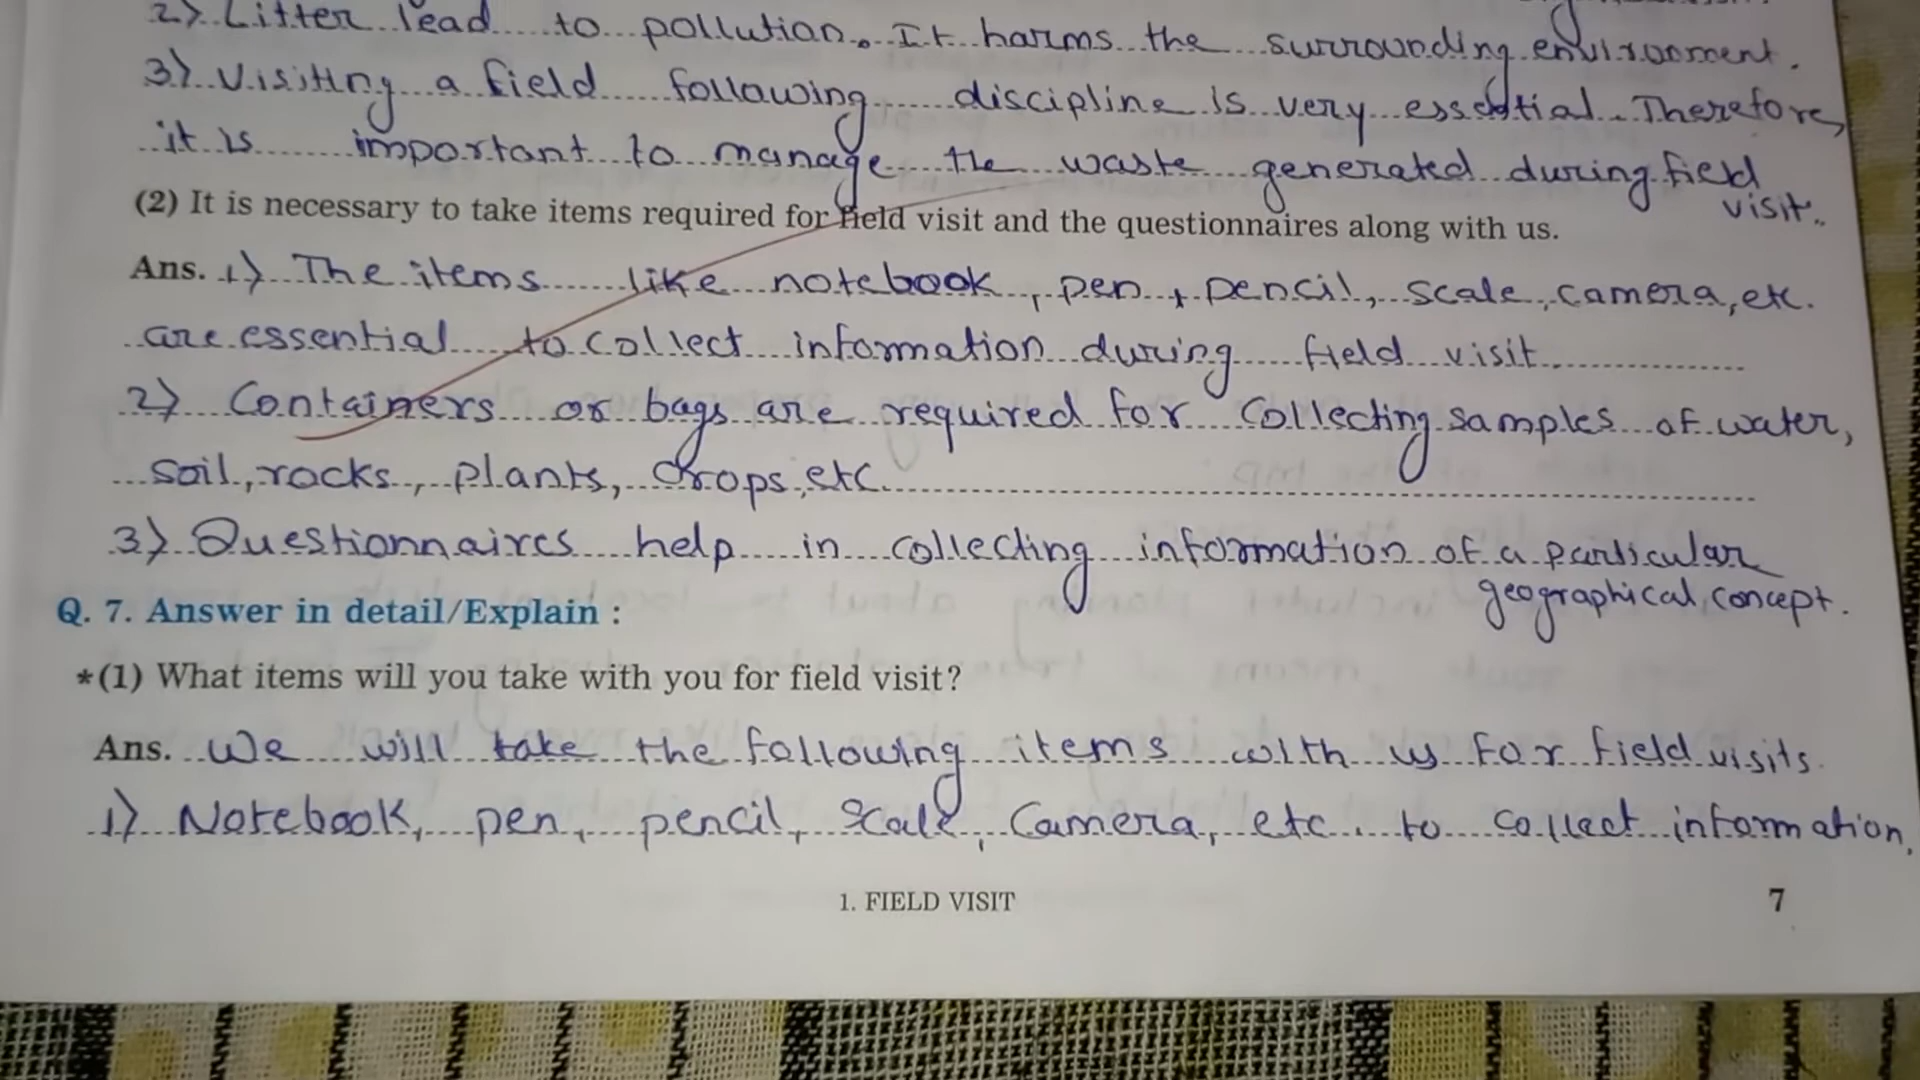 2) Litter lead to pollution. It harms the surrounding environment.
3) Visiting a field following discipline is very essential. Therefore,
it is important to manage the waste generated during field
visit.
(2) It is necessary to take items required for field visit and the questionnaires along with us.
Ans. 1) The items like notebook, pen, pencil, scale, camera, etc.
are essential to collect information during field visit.
2) Containers or bags are required for collecting samples of water,
soil, rocks, plants, crops, etc.
3) Questionnaires help in collecting information of a particular
geographical concept.
Q. 7. Answer in detail/Explain :
*(1) What items will you take with you for field visit?
Ans. We will take the following items with us for field visits.
1) Notebook, pen, pencil, scale, camera, etc. to collect information.
1. FIELD VISIT
7